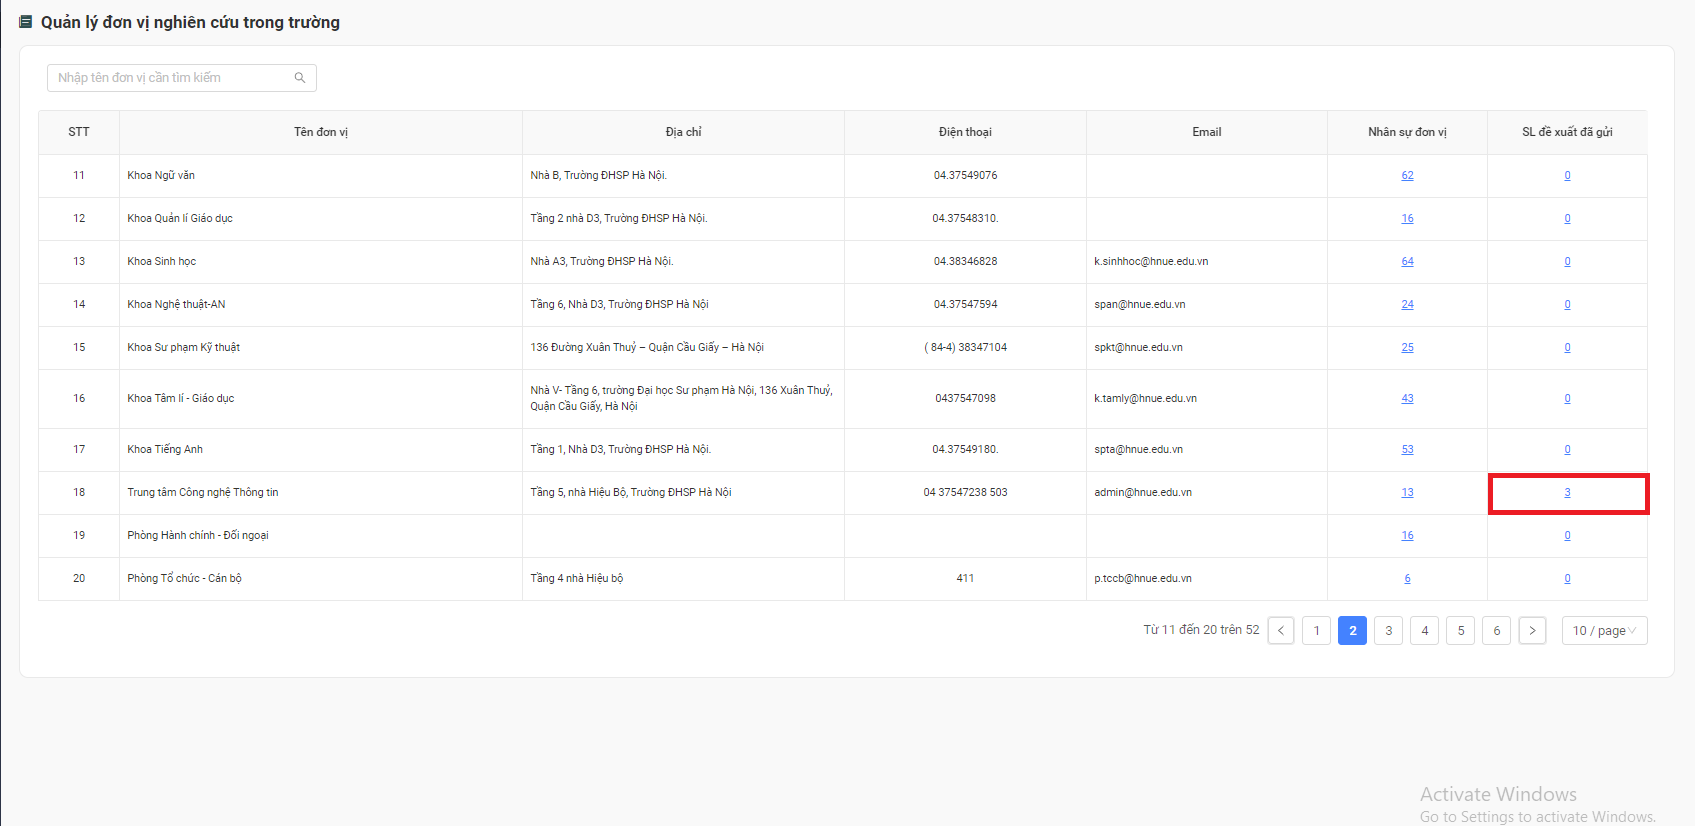 Quản lý đơn vị nghiên cứu trong trường
Nhập tên đơn vị cần tìm kiếm
STT Tên đơn vị Địa chỉ Điện thoại Email Nhân sự đơn vị SL đề xuất đã gửi
11 Khoa Ngữ văn Nhà B, Trường ĐHSP Hà Nội. 04.37549076 62 0
12 Khoa Quản lí Giáo dục Tầng 2 nhà D3, Trường ĐHSP Hà Nội. 04.37548310. 16 0
13 Khoa Sinh học Nhà A3, Trường ĐHSP Hà Nội. 04.38346828 k.sinhhoc@hnue.edu.vn 64 0
14 Khoa Nghệ thuật-AN Tầng 6, Nhà D3, Trường ĐHSP Hà Nội 04.37547594 span@hnue.edu.vn 24 0
15 Khoa Sư phạm Kỹ thuật 136 Đường Xuân Thuỷ – Quận Cầu Giấy – Hà Nội ( 84-4) 38347104 spkt@hnue.edu.vn 25 0
16 Khoa Tâm lí - Giáo dục Nhà V- Tầng 6, trường Đại học Sư phạm Hà Nội, 136 Xuân Thuỷ,
Quận Cầu Giấy, Hà Nội 0437547098 k.tamly@hnue.edu.vn 43 0
17 Khoa Tiếng Anh Tầng 1, Nhà D3, Trường ĐHSP Hà Nội. 04.37549180. spta@hnue.edu.vn 53 0
18 Trung tâm Công nghệ Thông tin Tầng 5, nhà Hiệu Bộ, Trường ĐHSP Hà Nội 04 37547238 503 admin@hnue.edu.vn 13 3
19 Phòng Hành chính - Đối ngoại 16 0
20 Phòng Tổ chức - Cán bộ Tầng 4 nhà Hiệu bộ 411 p.tccb@hnue.edu.vn 6 0
Từ 11 đến 20 trên 52 < 1 2 3 4 5 6 > 10 / page
Activate Windows
Go to Settings to activate Windows.